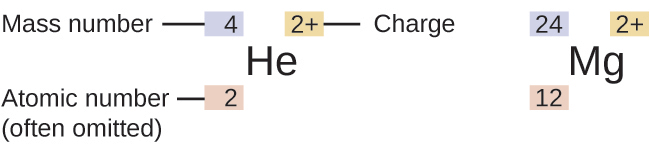 Mass number 4 2+ Charge 24 2+
He Mg
Atomic number 2 12
(often omitted)